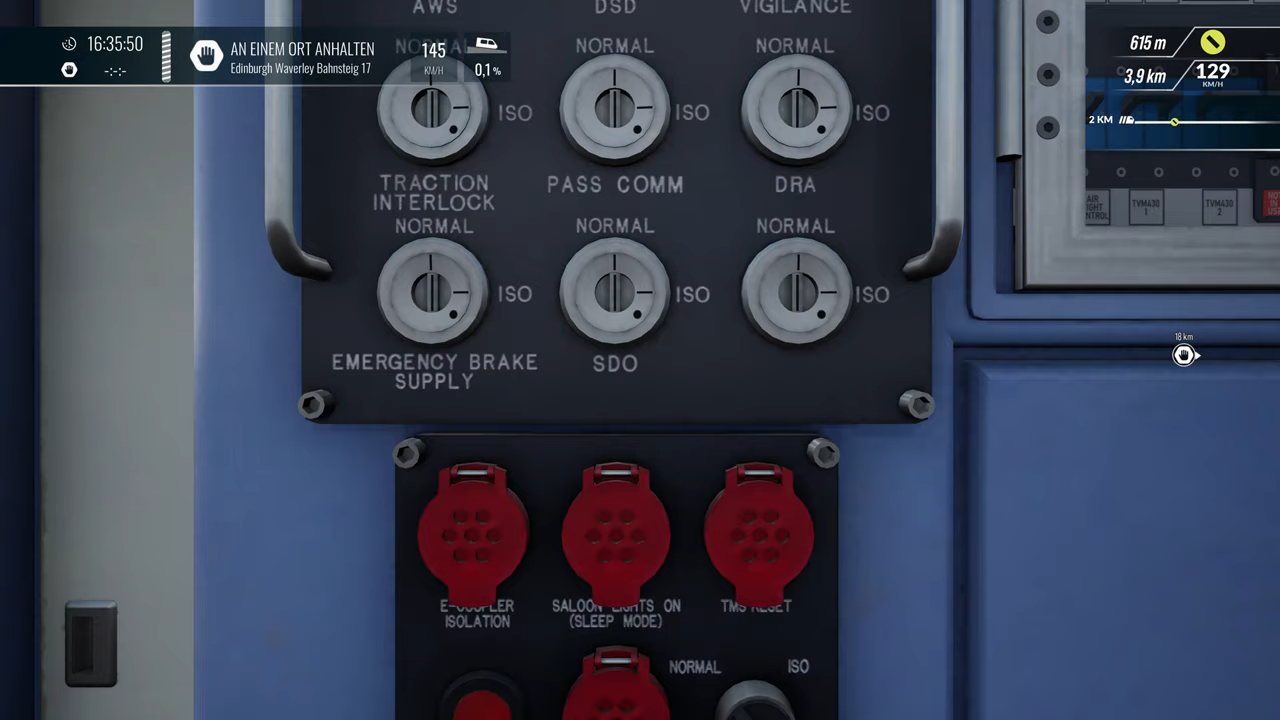 AWS
DSD
VIGILANCE
16:35:50
AN EINEM ORT ANHALTEN
Edinburgh Waverley Bahnsteig 17
-:-:-
145
KM/H
0,1 %
615 m
3,9 km
129
KM/H
2 KM
18 km
NORMAL
NORMAL
NORMAL
ISO
ISO
ISO
TRACTION
INTERLOCK
PASS COMM
DRA
NORMAL
NORMAL
NORMAL
ISO
ISO
ISO
EMERGENCY BRAKE
SUPPLY
SDO
TVM430
1
TVM430
2
E-COUPLER
ISOLATION
SALOON LIGHTS ON
(SLEEP MODE)
TMS RESET
NORMAL
ISO